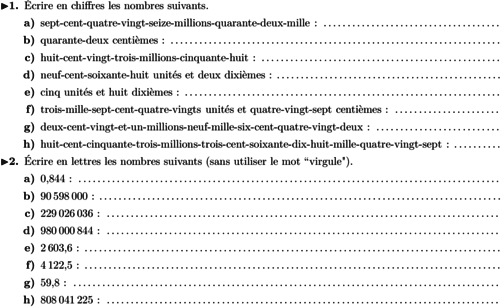 ▶1. Écrire en chiffres les nombres suivants.
a) sept-cent-quatre-vingt-seize-millions-quarante-deux-mille : ........................................
b) quarante-deux centièmes : ........................................
c) huit-cent-vingt-trois-millions-cinquante-huit : ........................................
d) neuf-cent-soixante-huit unités et deux dixièmes : ........................................
e) cinq unités et huit dixièmes : ........................................
f) trois-mille-sept-cent-quatre-vingts unités et quatre-vingt-sept centièmes : ........................
g) deux-cent-vingt-et-un-millions-neuf-mille-six-cent-quatre-vingt-deux : ............................
h) huit-cent-cinquante-trois-millions-trois-cent-soixante-dix-huit-mille-quatre-vingt-sept : ..........
▶2. Écrire en lettres les nombres suivants (sans utiliser le mot “virgule").
a) 0,844 : ........................................
b) 90 598 000 : ........................................
c) 229 026 036 : ........................................
d) 980 000 844 : ........................................
e) 2 603,6 : ........................................
f) 4 122,5 : ........................................
g) 59,8 : ........................................
h) 808 041 225 : ........................................